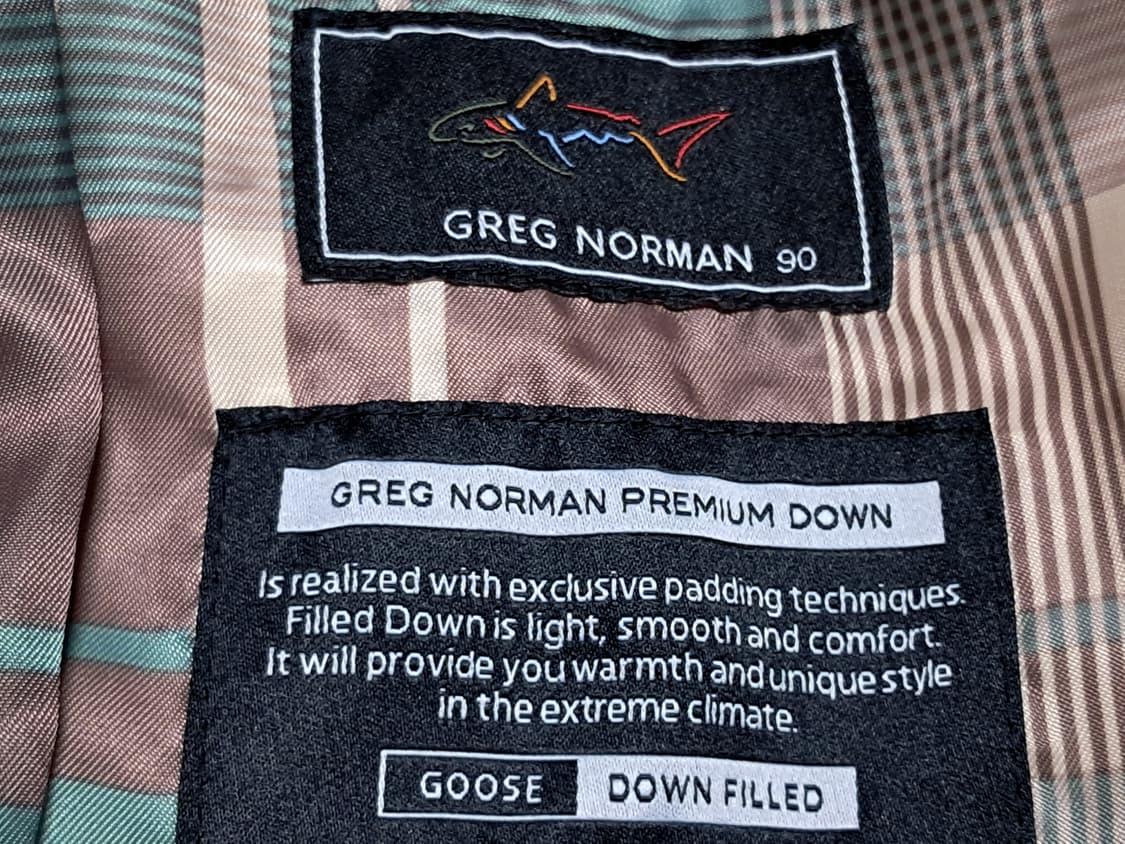 GREG NORMAN 90
GREG NORMAN PREMIUM DOWN
Is realized with exclusive padding techniques.
Filled Down is light, smooth and comfort.
It will provide you warmth and unique style
in the extreme climate.
GOOSE DOWN FILLED